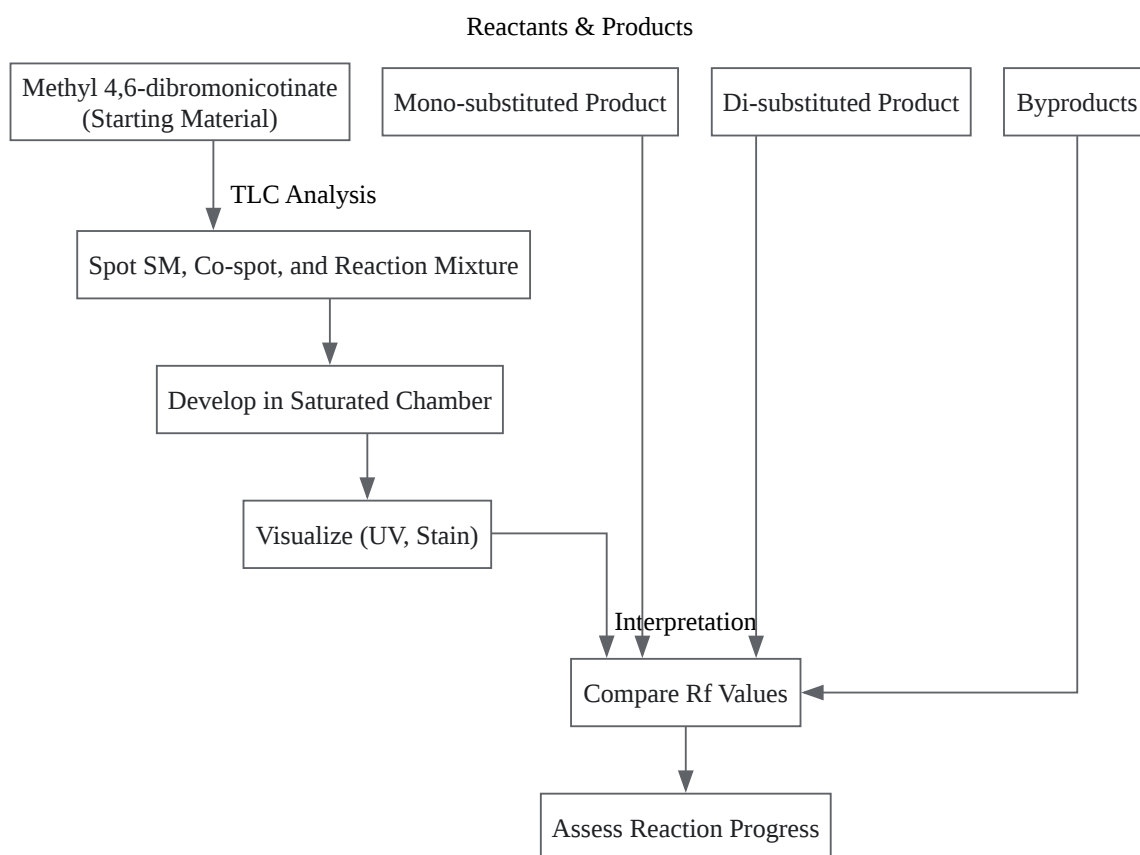 Reactants & Products
Methyl 4,6-dibromonicotinate
(Starting Material)
Mono-substituted Product
Di-substituted Product
Byproducts
TLC Analysis
Spot SM, Co-spot, and Reaction Mixture
Develop in Saturated Chamber
Visualize (UV, Stain)
Interpretation
Compare Rf Values
Assess Reaction Progress